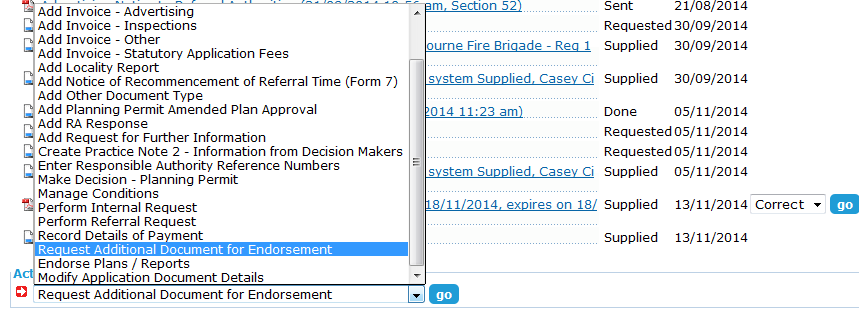 am, Section 52) Sent 21/08/2014
Add Invoice - Advertising
Add Invoice - Inspections Requested 30/09/2014
Add Invoice - Other
ourne Fire Brigade - Reg 1 Supplied 30/09/2014
Add Invoice - Statutory Application Fees
Add Locality Report
Add Notice of Recommencement of Referral Time (Form 7) system Supplied, Casey Ci Supplied 30/09/2014
Add Other Document Type
Add Planning Permit Amended Plan Approval 2014 11:23 am) Done 05/11/2014
Add RA Response
Requested 05/11/2014
Add Request for Further Information
Create Practice Note 2 - Information from Decision Makers Requested 05/11/2014
Enter Responsible Authority Reference Numbers system Supplied, Casey Ci Supplied 05/11/2014
Make Decision - Planning Permit
Manage Conditions
Perform Internal Request 18/11/2014, expires on 18/ Supplied 13/11/2014 Correct go
Perform Referral Request
Record Details of Payment Supplied 13/11/2014
Request Additional Document for Endorsement
Endorse Plans / Reports
Act
Modify Application Document Details
Request Additional Document for Endorsement go